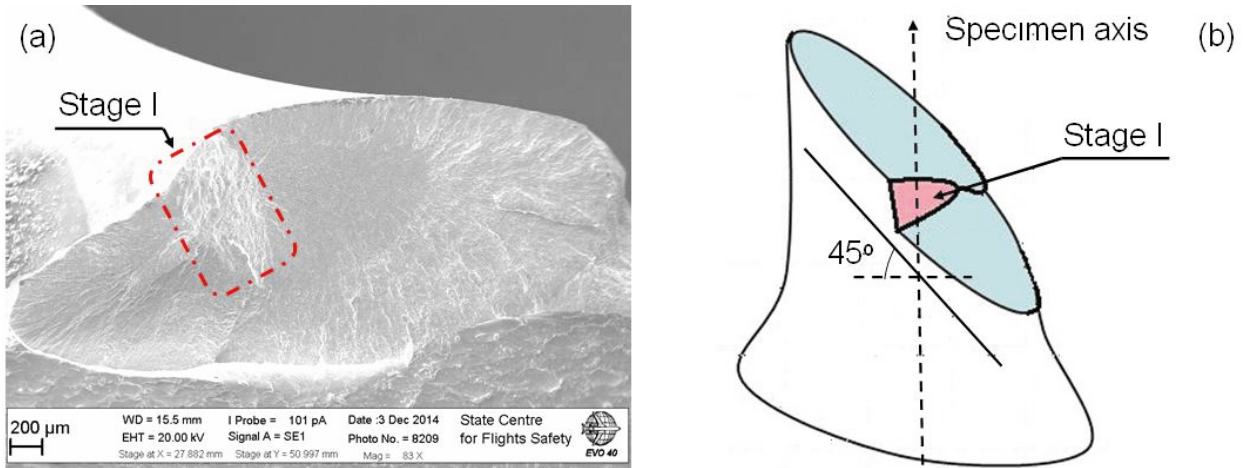 (a)
Stage I
200 µm
WD = 15.5 mm
I Probe = 101 pA
Date :3 Dec 2014
State Centre
EHT = 20.00 kV
Signal A = SE1
Photo No. = 8209
for Flights Safety
Stage at X = 27.882 mm
Stage at Y = 50.997 mm
Mag = 83 X
EVO 40
Specimen axis
(b)
Stage I
45º